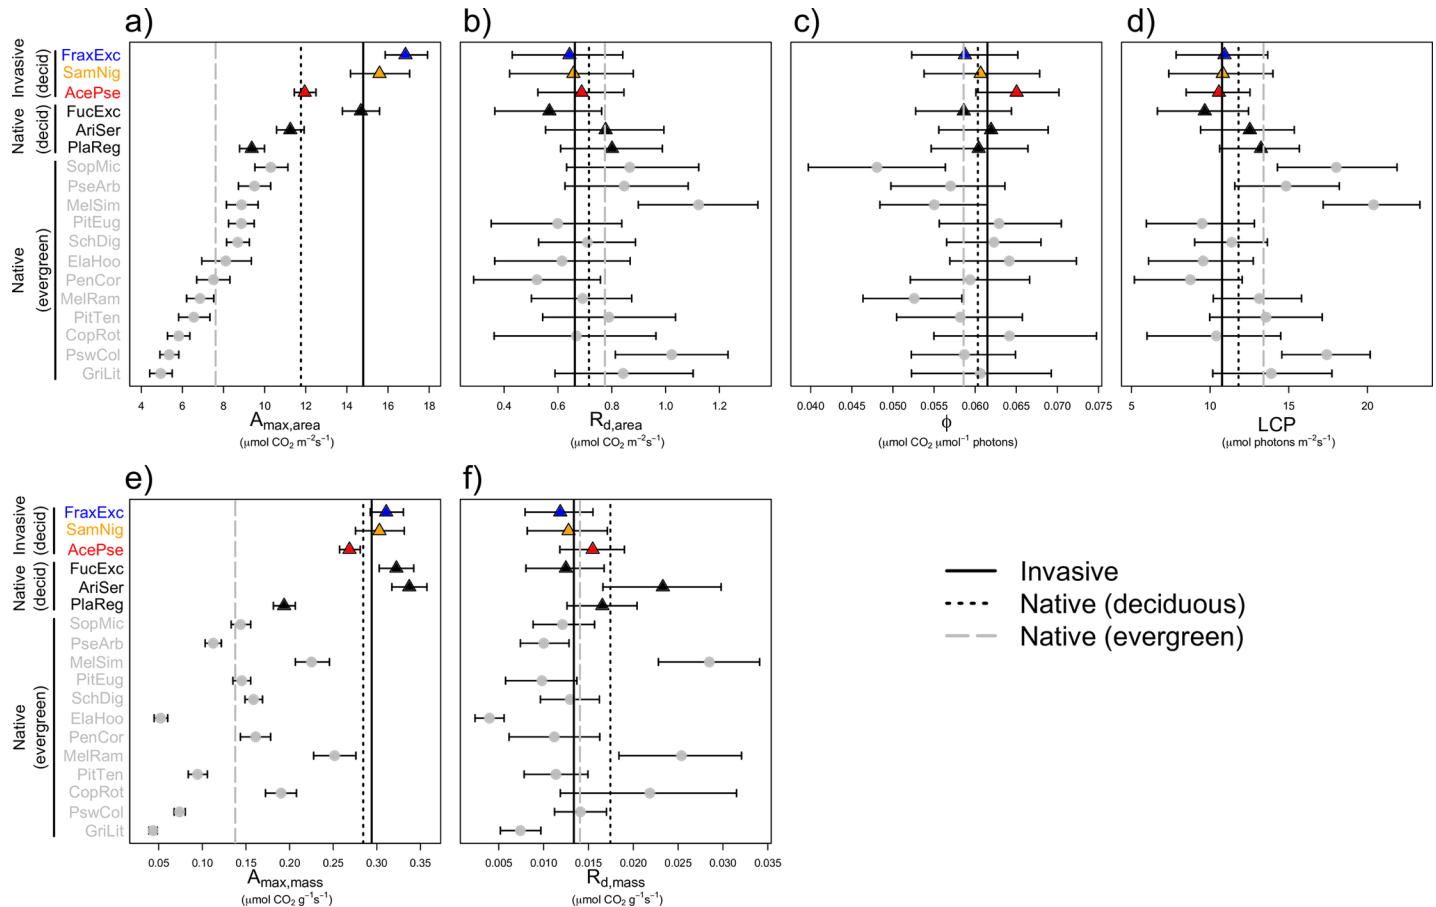 a)
b)
c)
d)
Invasive
(decid)
Native
(decid)
Native
(evergreen)
FraxExc
SamNig
AcePse
FucExc
AriSer
PlaReg
SopMic
PseArb
MelSim
PitEug
SchDig
ElaHoo
PenCor
MelRam
PitTen
CopRot
PswCol
GriLit
4 6 8 10 12 14 16 18
A max,area
(μmol CO₂ m⁻²s⁻¹)
0.4 0.6 0.8 1.0 1.2
R d,area
(μmol CO₂ m⁻²s⁻¹)
0.040 0.045 0.050 0.055 0.060 0.065 0.070 0.075
ϕ
(μmol CO₂ μmol⁻¹ photons)
5 10 15 20
LCP
(μmol photons m⁻²s⁻¹)
e)
f)
Invasive
(decid)
Native
(decid)
Native
(evergreen)
FraxExc
SamNig
AcePse
FucExc
AriSer
PlaReg
SopMic
PseArb
MelSim
PitEug
SchDig
ElaHoo
PenCor
MelRam
PitTen
CopRot
PswCol
GriLit
0.05 0.10 0.15 0.20 0.25 0.30 0.35
A max,mass
(μmol CO₂ g⁻¹s⁻¹)
0.005 0.010 0.015 0.020 0.025 0.030 0.035
R d,mass
(μmol CO₂ g⁻¹s⁻¹)
Invasive
Native (deciduous)
Native (evergreen)